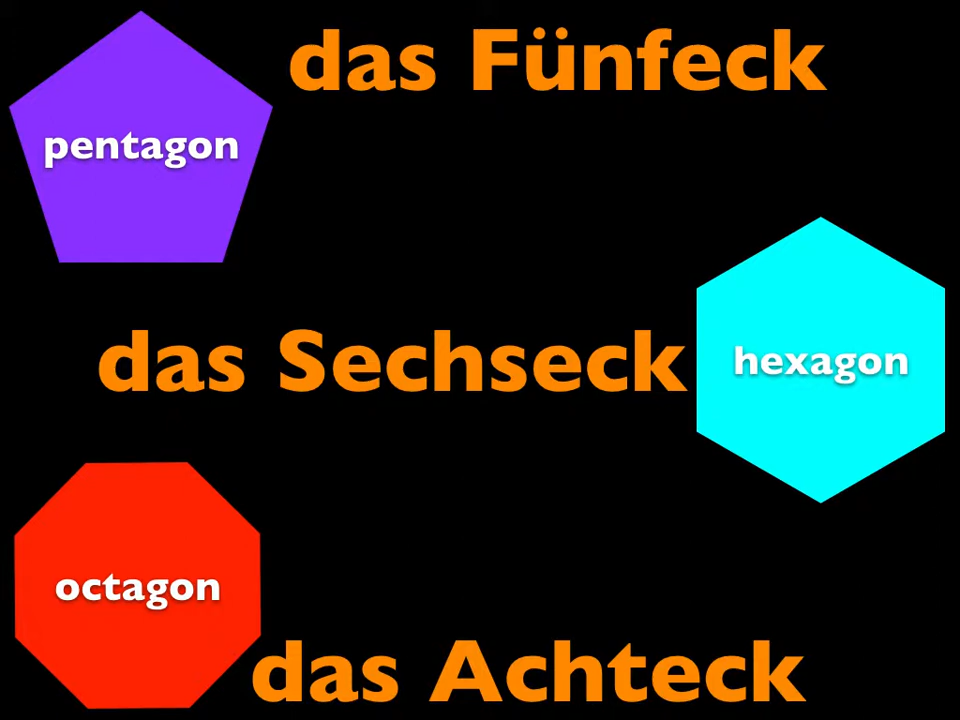 das Fünfeck
pentagon
das Sechseck
hexagon
octagon
das Achteck